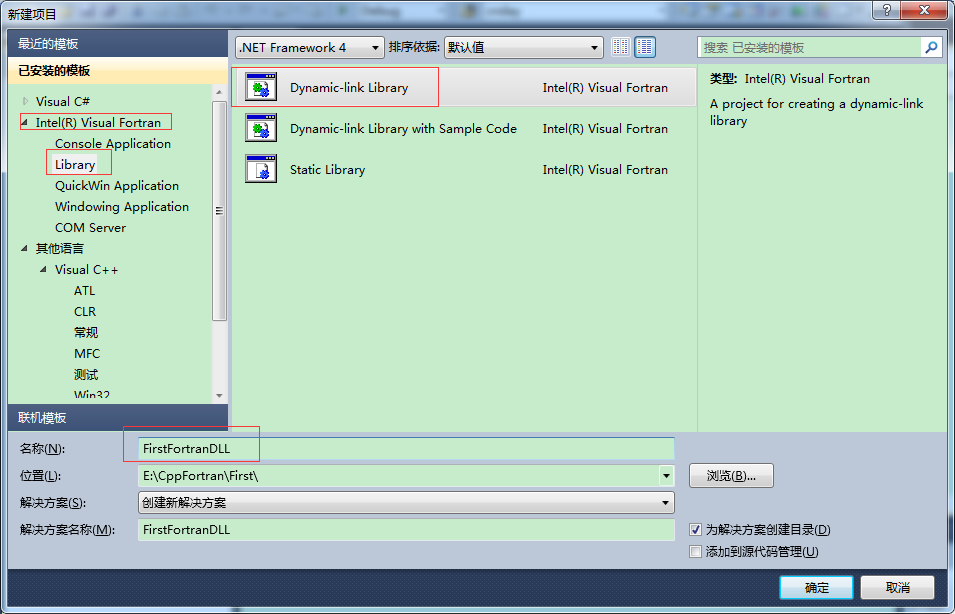 新建项目
最近的模板
.NET Framework 4
排序依据:
默认值
搜索 已安装的模板
已安装的模板
Visual C#
Intel(R) Visual Fortran
Console Application
Library
QuickWin Application
Windowing Application
COM Server
其他语言
Visual C++
ATL
CLR
常规
MFC
测试
Win32
联机模板
Dynamic-link Library Intel(R) Visual Fortran
Dynamic-link Library with Sample Code Intel(R) Visual Fortran
Static Library Intel(R) Visual Fortran
类型: Intel(R) Visual Fortran
A project for creating a dynamic-link
library
名称(N): FirstFortranDLL
位置(L): E:\CppFortran\First\ 浏览(B)...
解决方案(S): 创建新解决方案
解决方案名称(M): FirstFortranDLL
为解决方案创建目录(D)
添加到源代码管理(U)
确定
取消